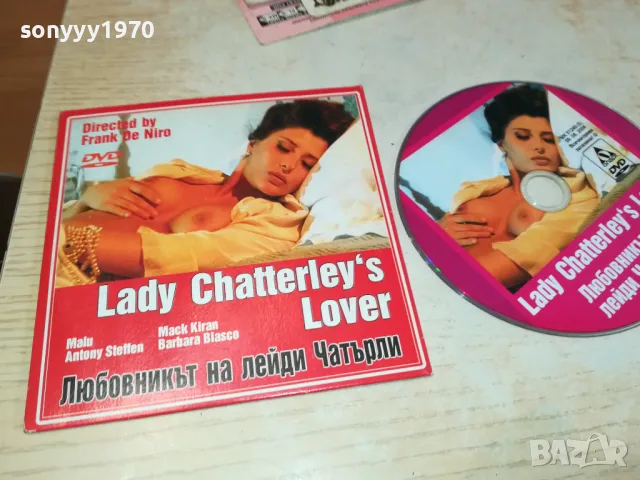 sonyyy1970
Directed by
Frank De Niro
DVD
Lady Chatterley's
Lover
Malu
Antony Steffen
Mack Kiran
Barbara Blasco
Любовникът на лейди Чатърли
DVD
Lady Chatterley's
Любовник
лейди
BAZAR